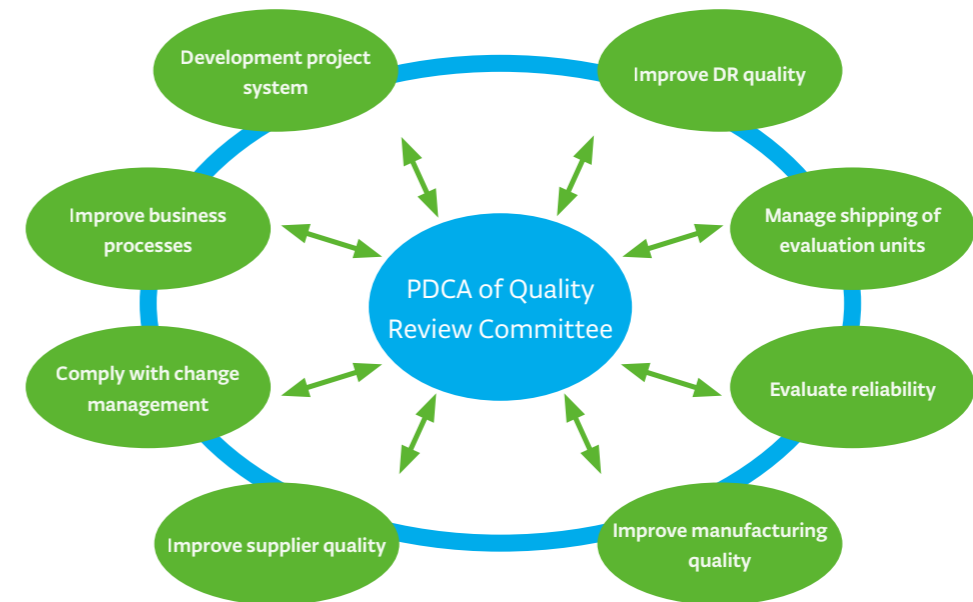 Development project
system
Improve DR quality
Improve business
processes
Manage shipping of
evaluation units
PDCA of Quality
Review Committee
Comply with change
management
Evaluate reliability
Improve supplier quality
Improve manufacturing
quality